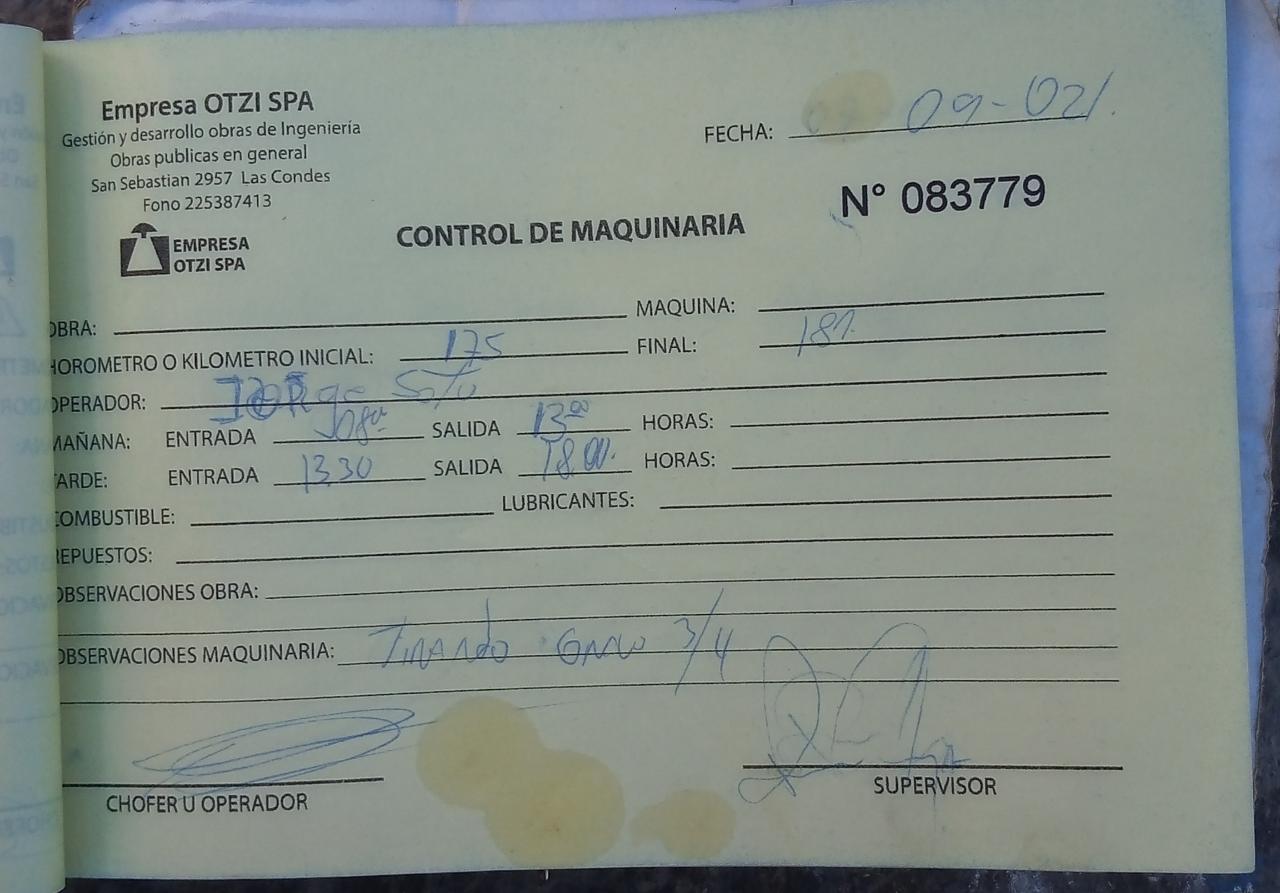 Empresa OTZI SPA
Gestión y desarrollo obras de Ingeniería
Obras publicas en general
San Sebastian 2957 Las Condes
Fono 225387413
EMPRESA
OTZI SPA
FECHA: 09-02/.
N° 083779
CONTROL DE MAQUINARIA
OBRA: MAQUINA:
HOROMETRO O KILOMETRO INICIAL: 175 FINAL: 181.
OPERADOR: Jorge Soto
MAÑANA: ENTRADA 08 SALIDA 13 00 HORAS:
TARDE: ENTRADA 13.30 SALIDA 18.00. HORAS:
COMBUSTIBLE: LUBRICANTES:
REPUESTOS:
OBSERVACIONES OBRA:
OBSERVACIONES MAQUINARIA: Tirando 3/4
CHOFER U OPERADOR SUPERVISOR